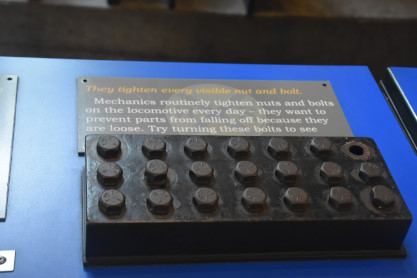 They tighten every visible nut and bolt.
Mechanics routinely tighten nuts and bolts
on the locomotive every day – they want to
prevent parts from falling off because they
are loose. Try turning these bolts to see